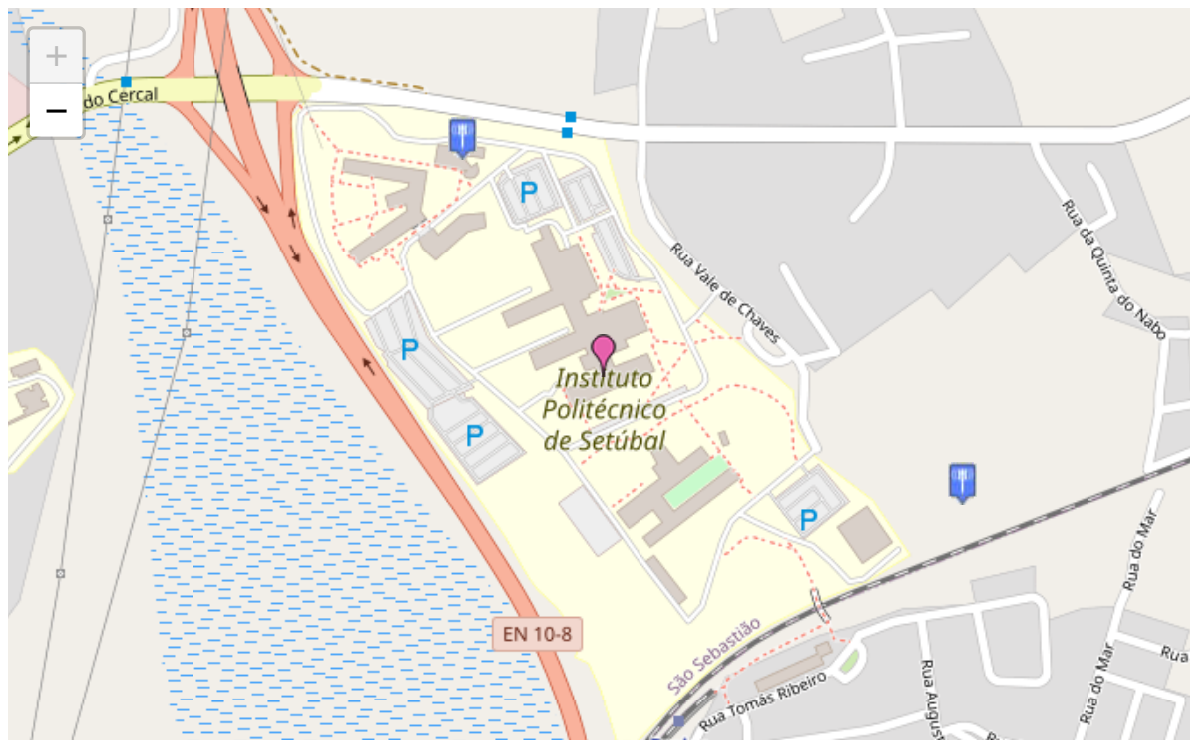 +
−
do Cercal
P
Rua da Quinta do Nabo
Rua Vale de Chaves
P
Instituto
Politécnico
de Setúbal
P
P
Rua do Mar
EN 10-8
São Sebastião
Rua Tomás Ribeiro
Rua August
Rua do Mar
Rua